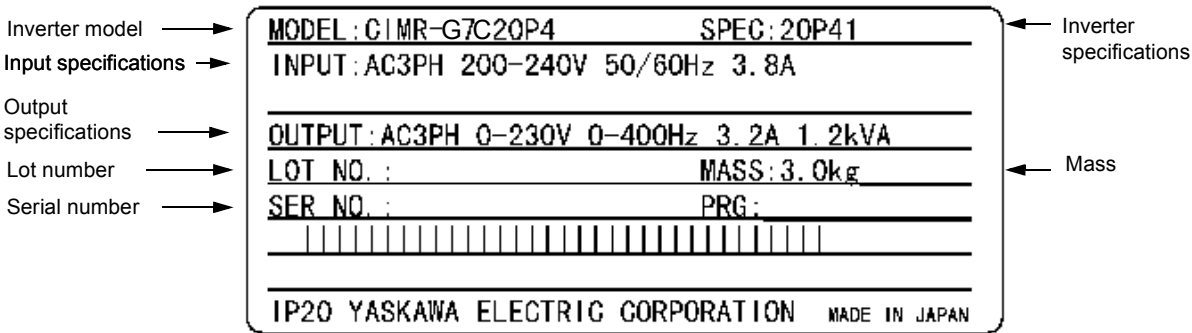 Inverter model
MODEL:CIMR-G7C20P4 SPEC:20P41
Inverter
specifications
Input specifications
INPUT:AC3PH 200-240V 50/60Hz 3.8A
Output
specifications
OUTPUT:AC3PH 0-230V 0-400Hz 3.2A 1.2kVA
Lot number
LOT NO. : MASS:3.0kg
Mass
Serial number
SER NO. : PRG:
IP20 YASKAWA ELECTRIC CORPORATION MADE IN JAPAN